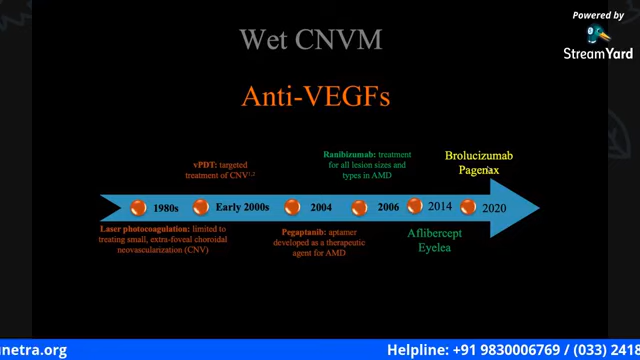 Powered by
StreamYard
Wet CNVM
Anti-VEGFs
vPDT: targeted
treatment of CNV¹,²
Ranibizumab: treatment
for all lesion sizes and
types in AMD
Brolucizumab
Pagenax
1980s
Early 2000s
2004
2006
2014
2020
Laser photocoagulation: limited to
treating small, extra-foveal choroidal
neovascularization (CNV)
Pegaptanib: aptamer
developed as a therapeutic
agent for AMD
Aflibercept
Eyelea
unetra.org
Helpline: +91 9830006769 / (033) 2418